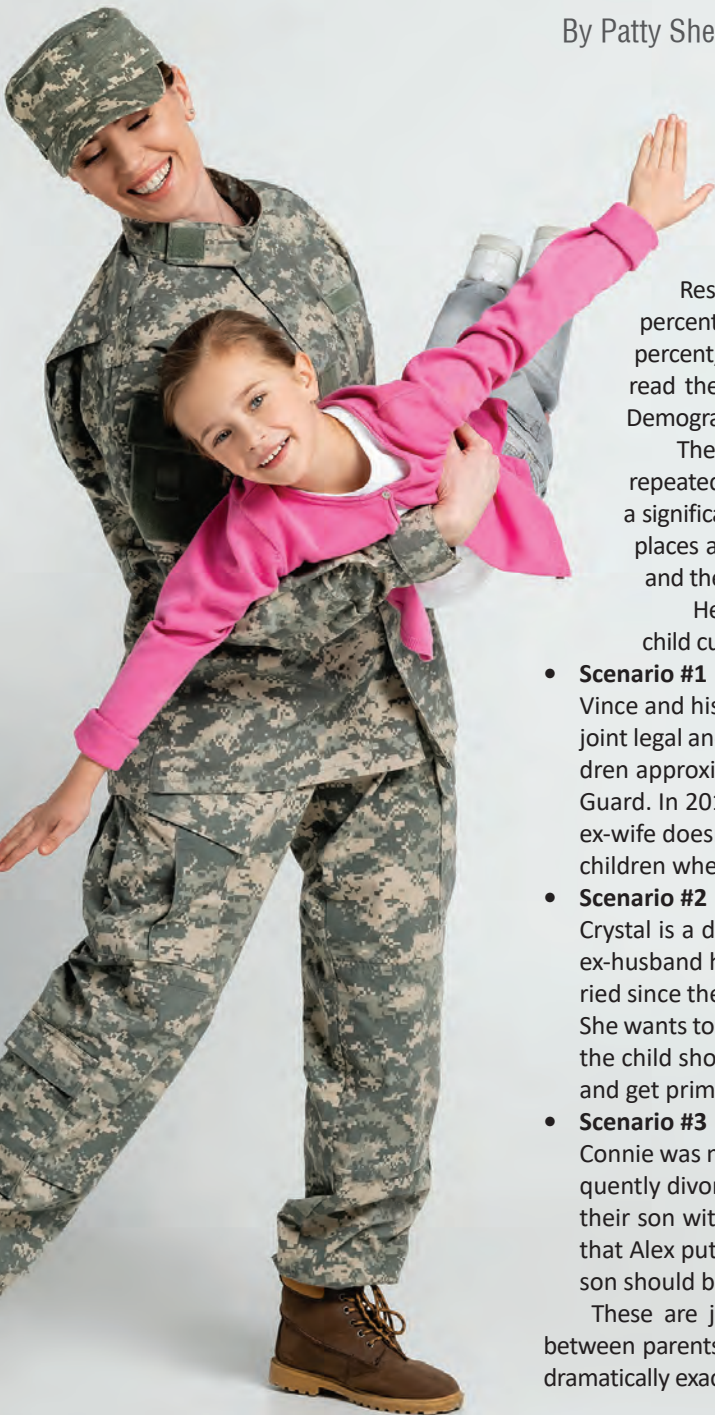 By Patty She
Res
percent
percent,
read the
Demogra
The
repeated
a significa
places a
and the
He
child cu
• Scenario #1
Vince and his
joint legal an
dren approxi
Guard. In 201
ex-wife does
children whe
• Scenario #2
Crystal is a d
ex-husband h
ried since the
She wants to
the child sho
and get prim
• Scenario #3
Connie was n
quently divor
their son wit
that Alex put
son should b
These are j
between parents
dramatically exac